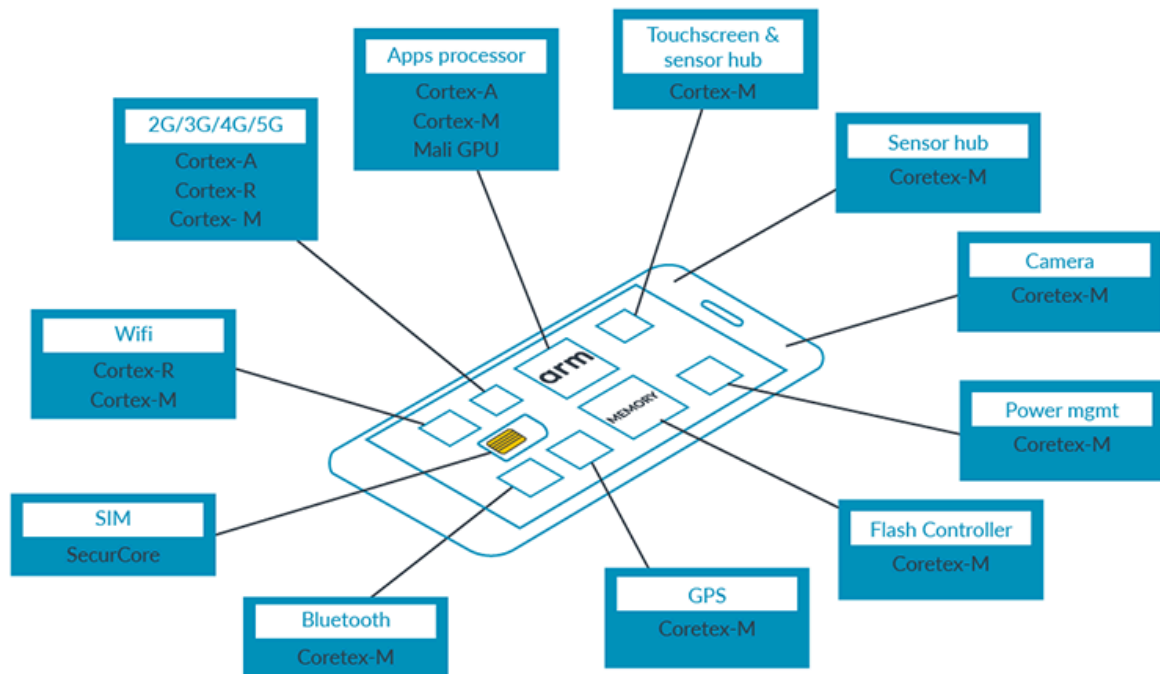 Apps processor
Cortex-A
Cortex-M
Mali GPU
Touchscreen &
sensor hub
Cortex-M
2G/3G/4G/5G
Cortex-A
Cortex-R
Cortex- M
Sensor hub
Coretex-M
Camera
Coretex-M
Wifi
Cortex-R
Cortex-M
arm
MEMORY
Power mgmt
Coretex-M
SIM
SecurCore
Flash Controller
Coretex-M
Bluetooth
Coretex-M
GPS
Coretex-M